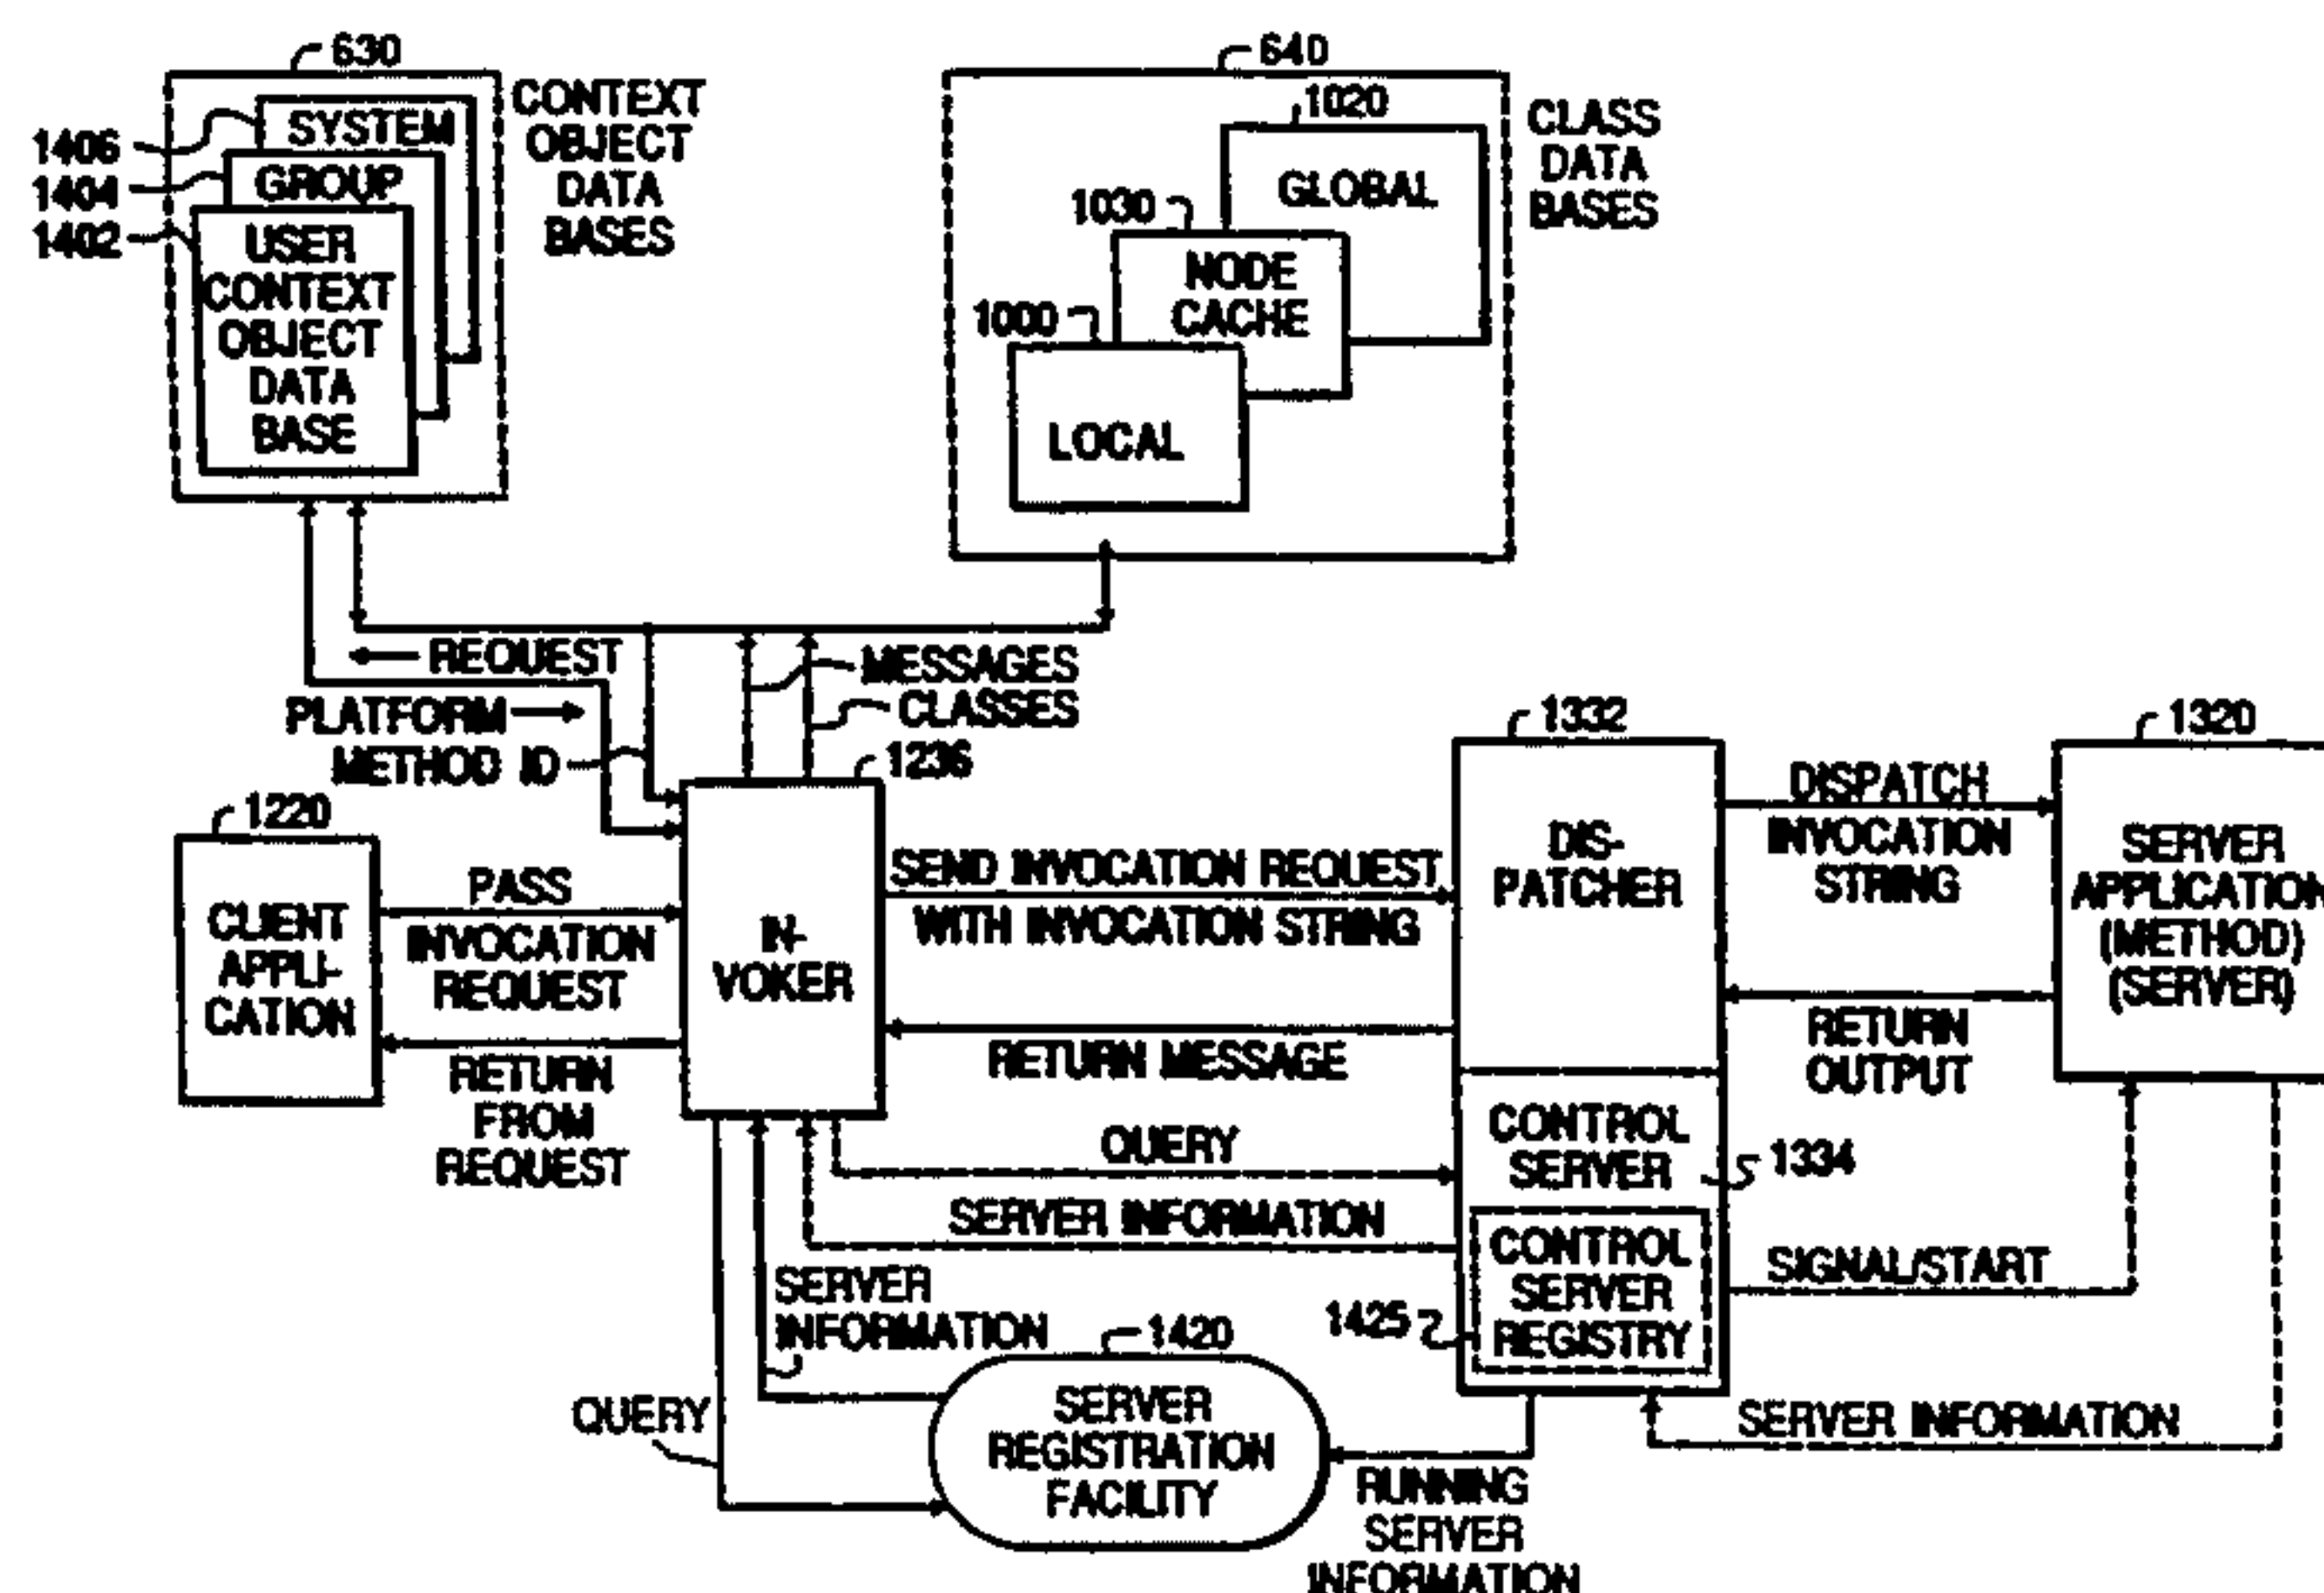 630
CONTEXT
OBJECT
DATA
BASES
1406
SYSTEM
1404
GROUP
1402
USER
CONTEXT
OBJECT
DATA
BASE
640
CLASS
DATA
BASES
1020
GLOBAL
1030
NODE
CACHE
1000
LOCAL
REQUEST
PLATFORM
METHOD ID
MESSAGES
CLASSES
1220
CLIENT
APPLI-
CATION
PASS
INVOCATION
REQUEST
RETURN
FROM
REQUEST
1236
IN-
VOKER
SEND INVOCATION REQUEST
WITH INVOCATION STRING
RETURN MESSAGE
QUERY
SERVER INFORMATION
1332
DIS-
PATCHER
CONTROL
SERVER
1334
CONTROL
SERVER
REGISTRY
1425
DISPATCH
INVOCATION
STRING
RETURN
OUTPUT
1320
SERVER
APPLICATION
(METHOD)
(SERVER)
SIGNAL/START
SERVER INFORMATION
SERVER
INFORMATION
QUERY
1420
SERVER
REGISTRATION
FACILITY
RUNNING
SERVER
INFORMATION